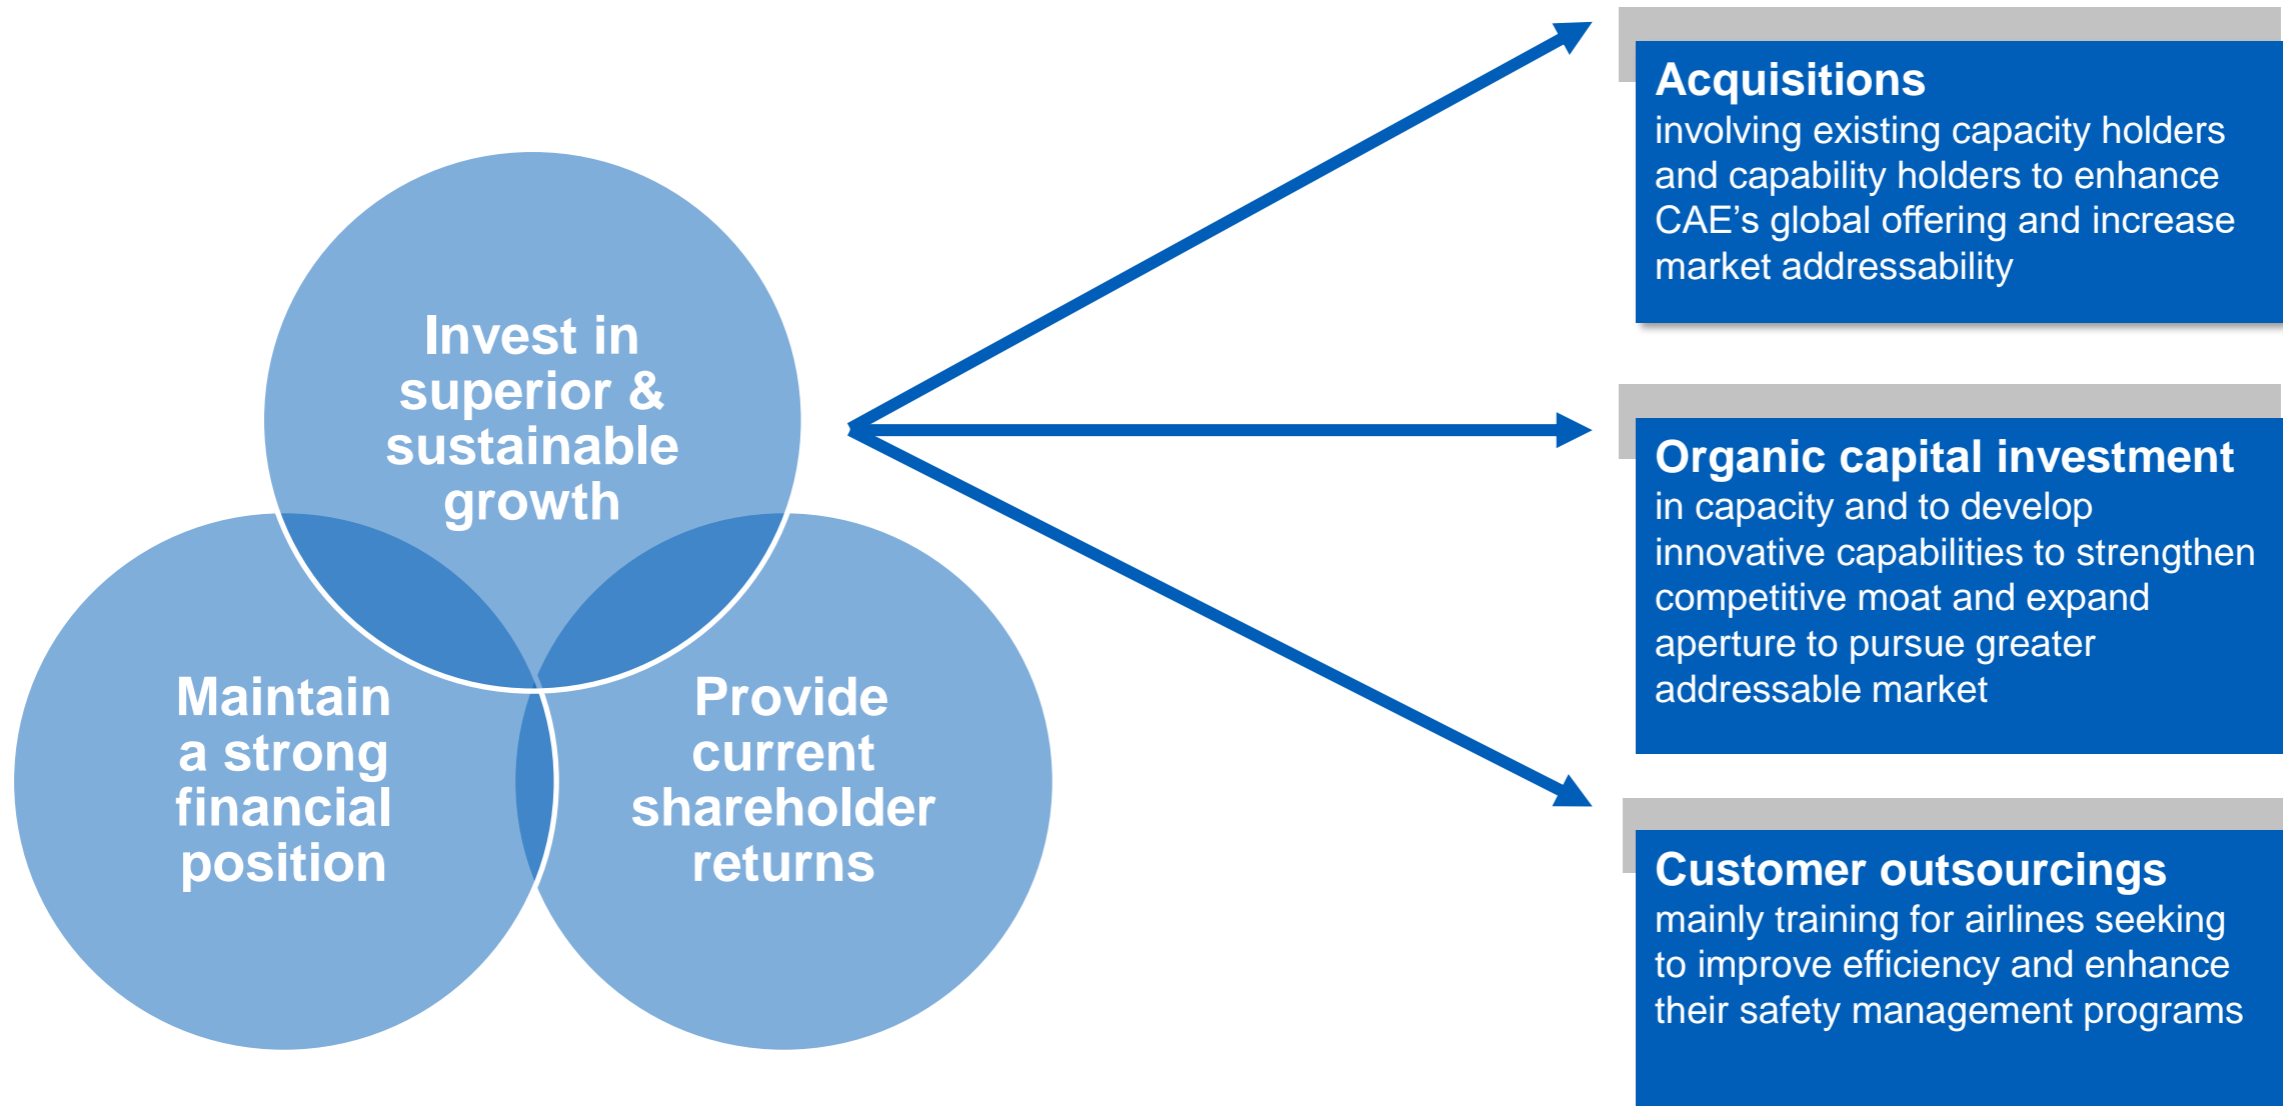 Invest in
superior &
sustainable
growth
Maintain
a strong
financial
position
Provide
current
shareholder
returns
Acquisitions
involving existing capacity holders
and capability holders to enhance
CAE’s global offering and increase
market addressability
Organic capital investment
in capacity and to develop
innovative capabilities to strengthen
competitive moat and expand
aperture to pursue greater
addressable market
Customer outsourcings
mainly training for airlines seeking
to improve efficiency and enhance
their safety management programs